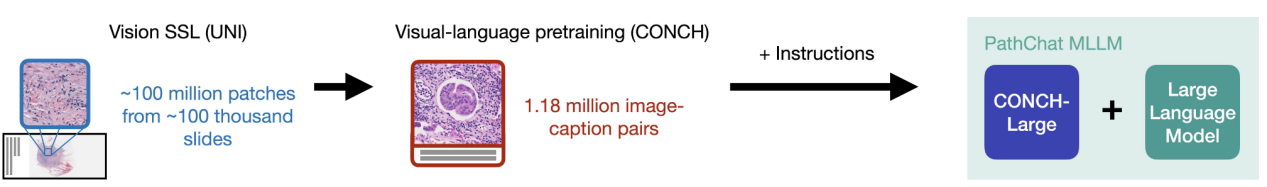 Vision SSL (UNI)
~100 million patches
from ~100 thousand
slides
Visual-language pretraining (CONCH)
1.18 million image-
caption pairs
+ Instructions
PathChat MLLM
CONCH-
Large
+
Large
Language
Model